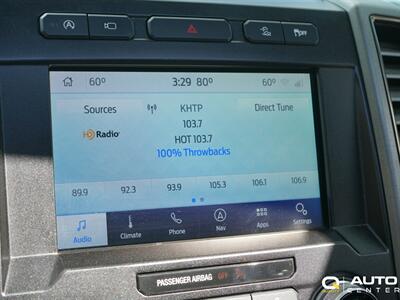 60° 3:29 80° 60°
Sources KHTP Direct Tune
103.7
HD Radio HOT 103.7
100% Throwbacks
89.9 92.3 93.9 105.3 106.1 106.9
Audio Climate Phone Nav Apps Settings
PASSENGER AIRBAG OFF
Q AUTO
CENTER